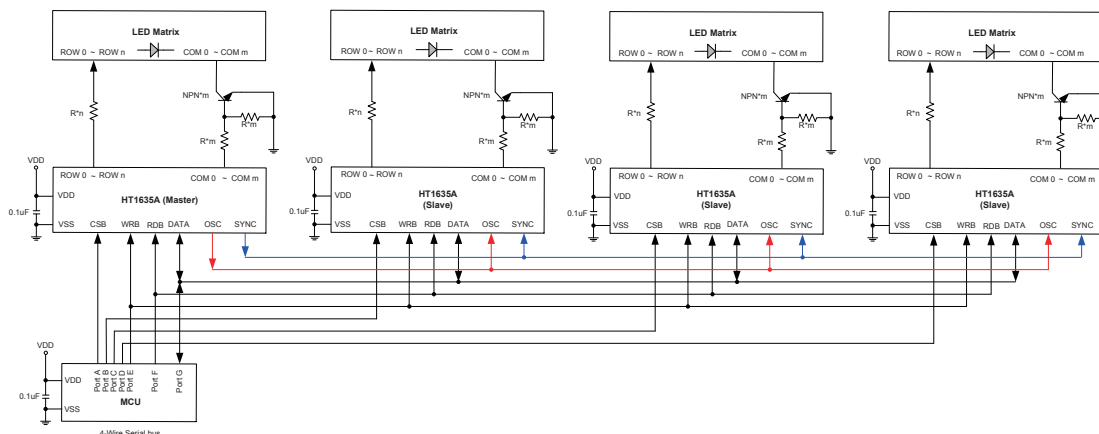 LED Matrix
ROW 0 ~ ROW n COM 0 ~ COM m
NPN*m
R*n
R*m
R*m
VDD
ROW 0 ~ ROW n COM 0 ~ COM m
VDD
HT1635A (Master)
0.1uF
VSS CSB WRB RDB DATA OSC SYNC
LED Matrix
ROW 0 ~ ROW n COM 0 ~ COM m
NPN*m
R*n
R*m
R*m
VDD
ROW 0 ~ ROW n COM 0 ~ COM m
VDD
HT1635A
(Slave)
0.1uF
VSS CSB WRB RDB DATA OSC SYNC
LED Matrix
ROW 0 ~ ROW n COM 0 ~ COM m
NPN*m
R*n
R*m
R*m
VDD
ROW 0 ~ ROW n COM 0 ~ COM m
VDD
HT1635A
(Slave)
0.1uF
VSS CSB WRB RDB DATA OSC SYNC
LED Matrix
ROW 0 ~ ROW n COM 0 ~ COM m
NPN*m
R*n
R*m
R*m
VDD
ROW 0 ~ ROW n COM 0 ~ COM m
VDD
HT1635A
(Slave)
0.1uF
VSS CSB WRB RDB DATA OSC SYNC
VDD
VDD
Port A
Port B
Port C
Port D
Port E
Port F
Port G
0.1uF
MCU
VSS
4-Wire Serial bus